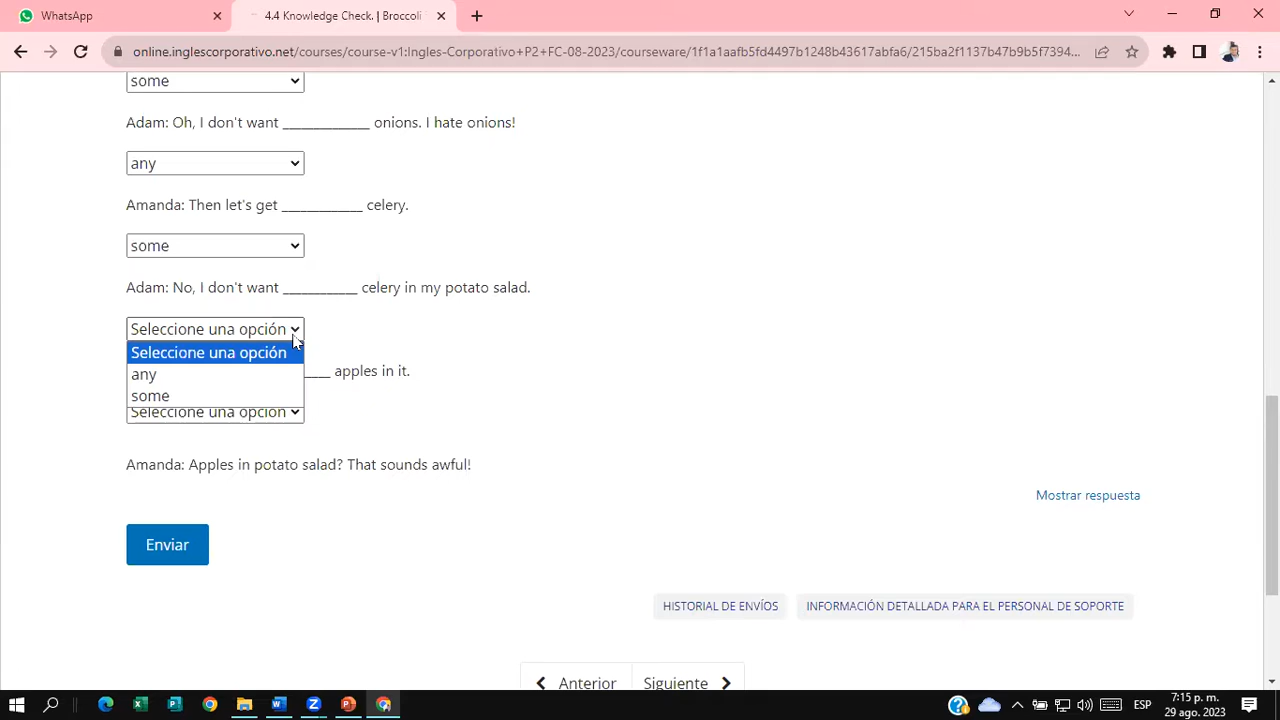 WhatsApp
4.4 Knowledge Check. | Broccoli
online.inglescorporativo.net/courses/course-v1:Ingles-Corporativo+P2+FC-08-2023/courseware/1f1a1aafb5fd4497b1248b43617abfa6/215ba2f1137b47b9b5f7394...
some
Adam: Oh, I don't want _____________ onions. I hate onions!
any
Amanda: Then let's get ____________ celery.
some
Adam: No, I don't want ___________ celery in my potato salad.
Seleccione una opción
Seleccione una opción
any
____ apples in it.
some
Seleccione una opción
Amanda: Apples in potato salad? That sounds awful!
Mostrar respuesta
Enviar
HISTORIAL DE ENVÍOS
INFORMACIÓN DETALLADA PARA EL PERSONAL DE SOPORTE
Anterior
Siguiente
ESP
7:15 p. m.
29 ago. 2023